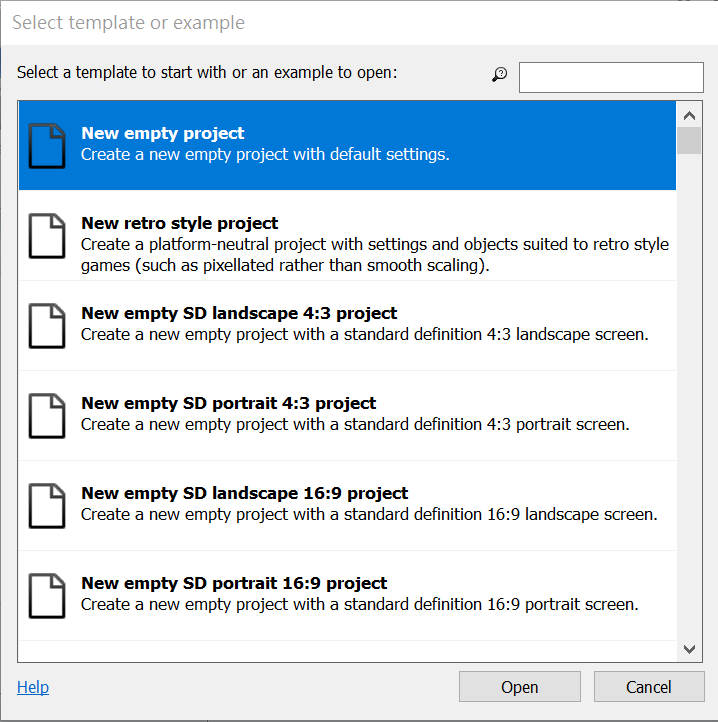 Select template or example
Select a template to start with or an example to open:
New empty project
Create a new empty project with default settings.
New retro style project
Create a platform-neutral project with settings and objects suited to retro style
games (such as pixellated rather than smooth scaling).
New empty SD landscape 4:3 project
Create a new empty project with a standard definition 4:3 landscape screen.
New empty SD portrait 4:3 project
Create a new empty project with a standard definition 4:3 portrait screen.
New empty SD landscape 16:9 project
Create a new empty project with a standard definition 16:9 landscape screen.
New empty SD portrait 16:9 project
Create a new empty project with a standard definition 16:9 portrait screen.
Help
Open
Cancel